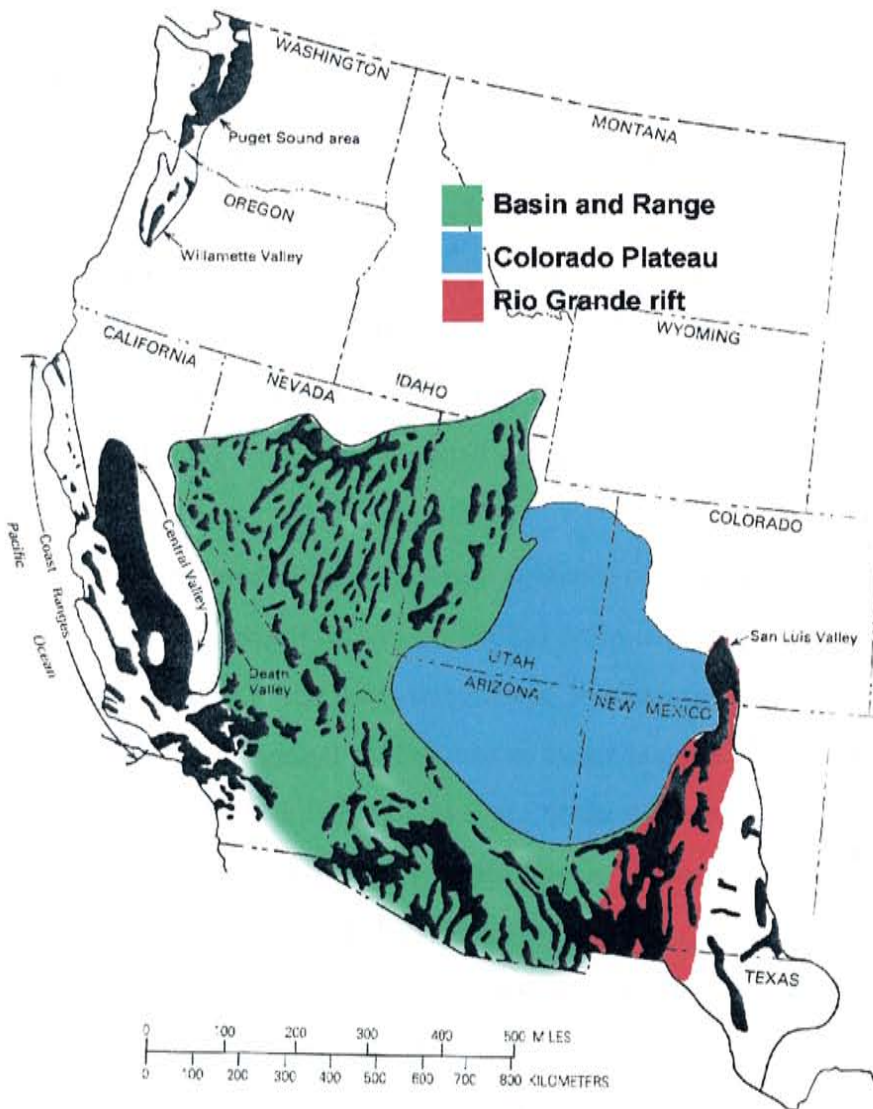 WASHINGTON
MONTANA
Puget Sound area
OREGON
Basin and Range
Willamette Valley
Colorado Plateau
Rio Grande rift
WYOMING
CALIFORNIA
NEVADA
IDAHO
COLORADO
Central Valley
Pacific
Coast Ranges
Ocean
San Luis Valley
UTAH
Death
Valley
ARIZONA
NEW MEXICO
TEXAS
0 100 200 300 400 500 MILES
0 100 200 300 400 500 600 700 800 KILOMETERS